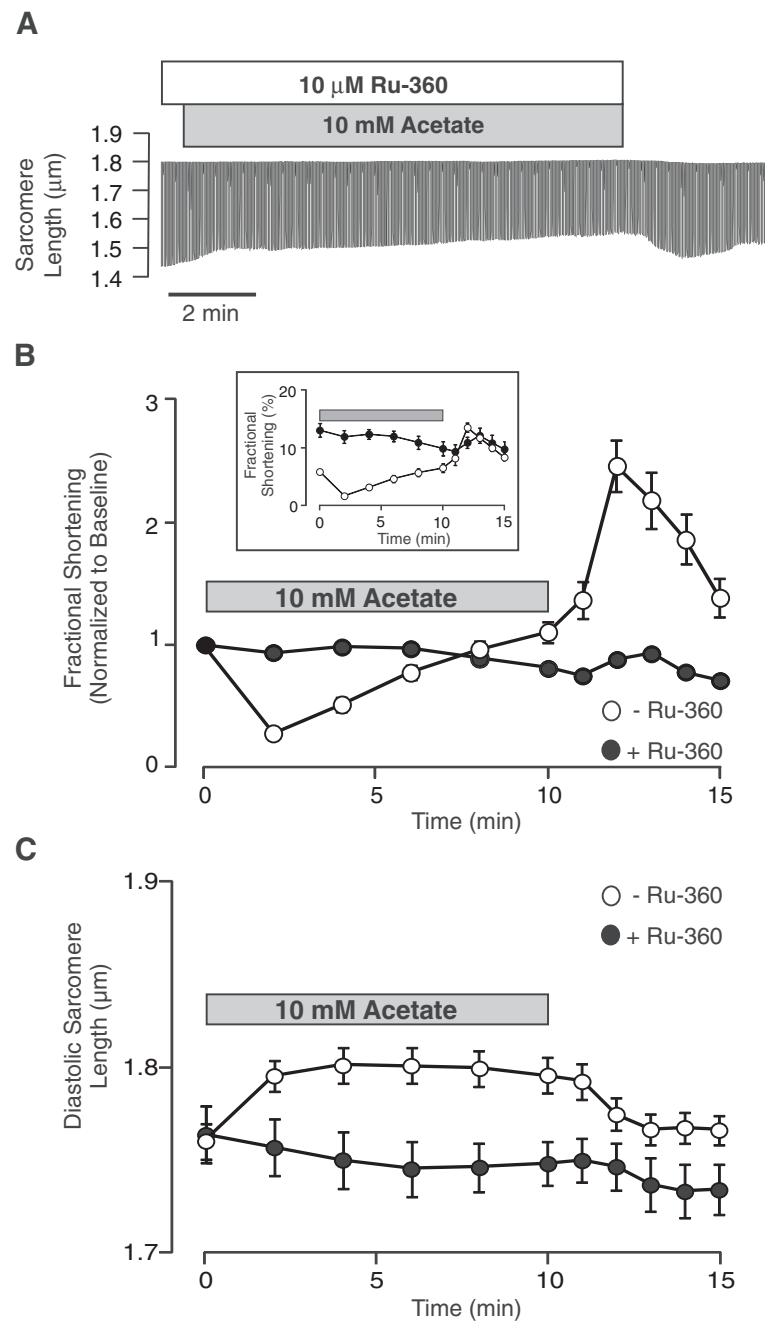 A
10 μM Ru-360
10 mM Acetate
Sarcomere
Length (μm)
1.9
1.8
1.7
1.6
1.5
1.4
2 min
B
Fractional Shortening
(Normalized to Baseline)
3
2
1
0
Fractional
Shortening (%)
20
10
0
0 5 10 15
Time (min)
10 mM Acetate
- Ru-360
+ Ru-360
0 5 10 15
Time (min)
C
Diastolic Sarcomere
Length (μm)
1.9
1.8
1.7
- Ru-360
+ Ru-360
10 mM Acetate
0 5 10 15
Time (min)